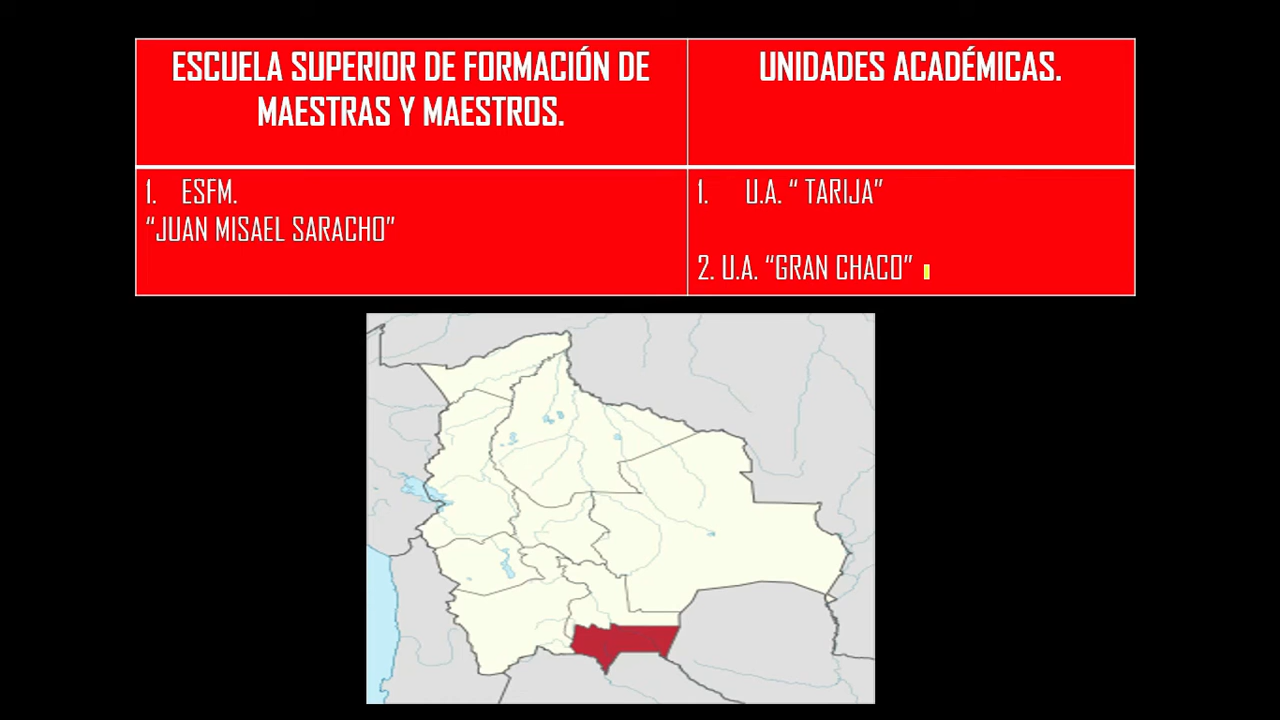 ESCUELA SUPERIOR DE FORMACIÓN DE
MAESTRAS Y MAESTROS.
UNIDADES ACADÉMICAS.
1. ESFM.
“JUAN MISAEL SARACHO”
1. U.A. “ TARIJA”
2. U.A. “GRAN CHACO”